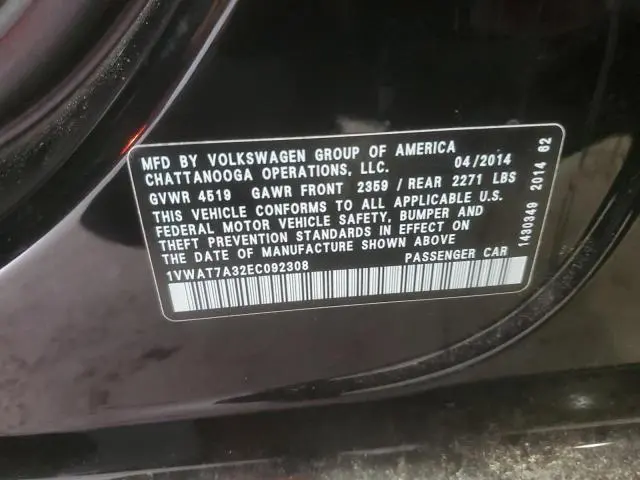 MFD BY VOLKSWAGEN GROUP OF AMERICA
CHATTANOOGA OPERATIONS, LLC. 04/2014
GVWR 4519 GAWR FRONT 2359 / REAR 2271 LBS
THIS VEHICLE CONFORMS TO ALL APPLICABLE U.S.
FEDERAL MOTOR VEHICLE SAFETY, BUMPER AND
THEFT PREVENTION STANDARDS IN EFFECT ON
THE DATE OF MANUFACTURE SHOWN ABOVE
1VWAT7A32EC092308 PASSENGER CAR
1430349 2014 62